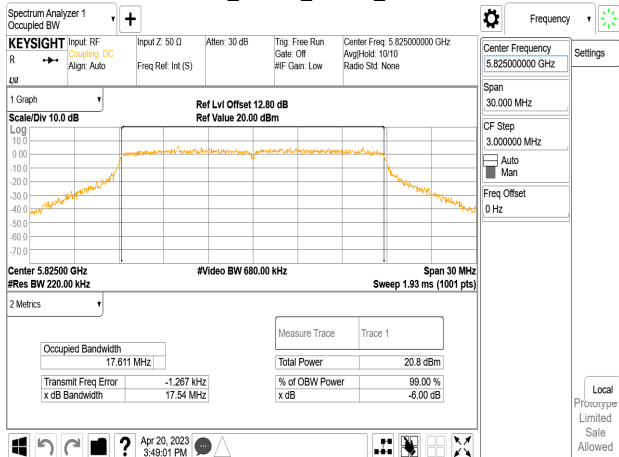 Spectrum Analyzer 1
Occupied BW
Frequency
KEYSIGHT
R
Input: RF
Coupling: DC
Align: Auto
Input Z: 50 Ω
Freq Ref: Int (S)
Atten: 30 dB
Trig: Free Run
Gate: Off
#IF Gain: Low
Center Freq: 5.825000000 GHz
Avg|Hold: 10/10
Radio Std: None
LXI
Center Frequency
5.825000000 GHz
Settings
Span
30.000 MHz
CF Step
3.000000 MHz
Auto
Man
Freq Offset
0 Hz
1 Graph
Scale/Div 10.0 dB
Ref Lvl Offset 12.80 dB
Ref Value 20.00 dBm
Log
10.0
0.00
-10.0
-20.0
-30.0
-40.0
-50.0
-60.0
-70.0
Center 5.82500 GHz
#Video BW 680.00 kHz
Span 30 MHz
#Res BW 220.00 kHz
Sweep 1.93 ms (1001 pts)
2 Metrics
Measure Trace
Trace 1
Occupied Bandwidth
17.611 MHz
Total Power
20.8 dBm
Transmit Freq Error
-1.267 kHz
% of OBW Power
99.00 %
x dB Bandwidth
17.54 MHz
x dB
-6.00 dB
Local
Prototype
Limited
Sale
Allowed
?
Apr 20, 2023
3:49:01 PM